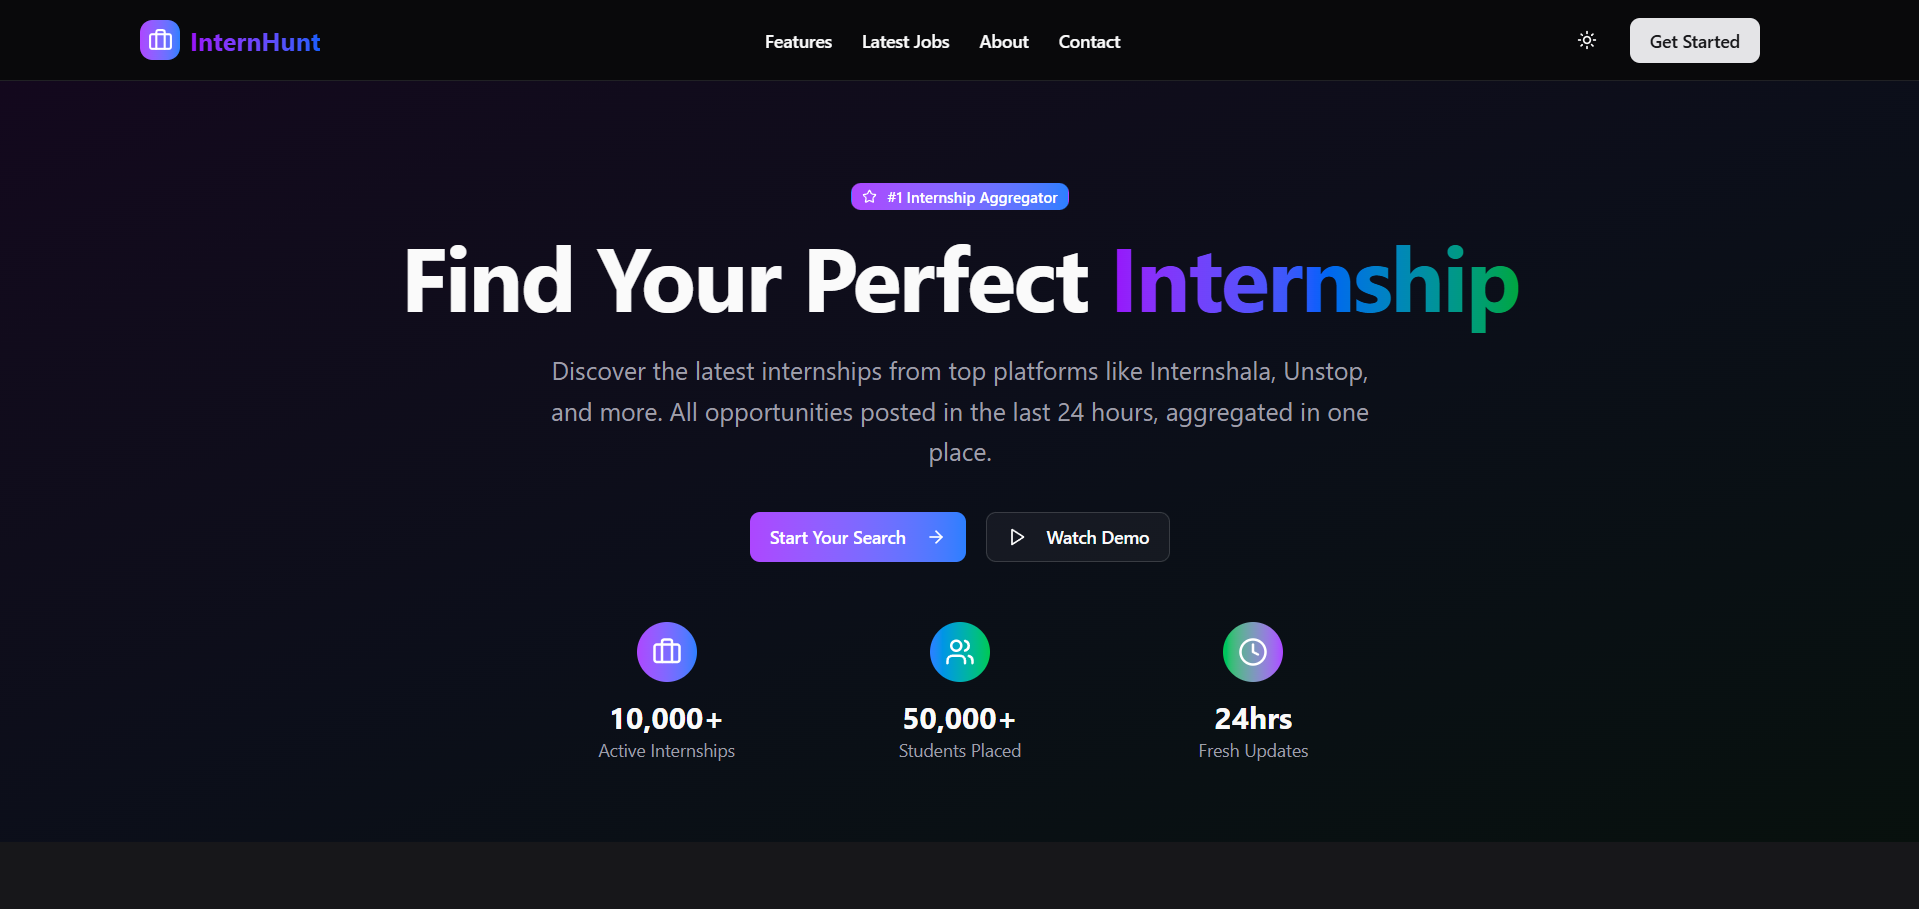 InternHunt
Features
Latest Jobs
About
Contact
Get Started
#1 Internship Aggregator
Find Your Perfect Internship
Discover the latest internships from top platforms like Internshala, Unstop,
and more. All opportunities posted in the last 24 hours, aggregated in one
place.
Start Your Search
Watch Demo
10,000+
Active Internships
50,000+
Students Placed
24hrs
Fresh Updates